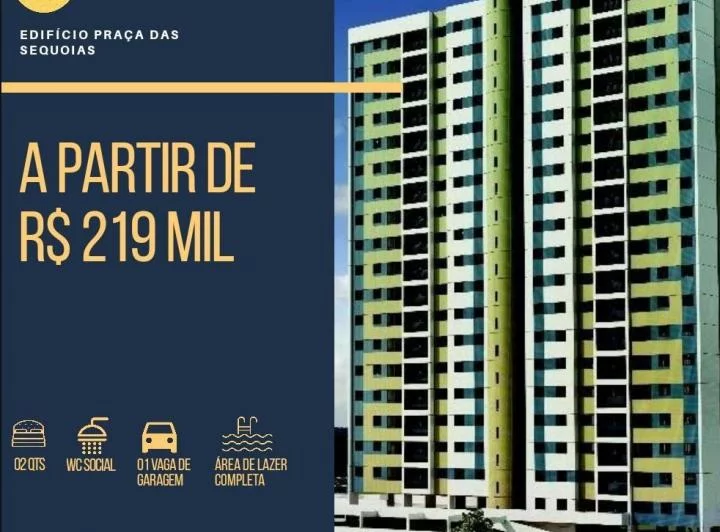 EDIFÍCIO PRAÇA DAS
SEQUOIAS
A PARTIR DE
R$ 219 MIL
02 QTS
WC SOCIAL
01 VAGA DE
GARAGEM
ÁREA DE LAZER
COMPLETA